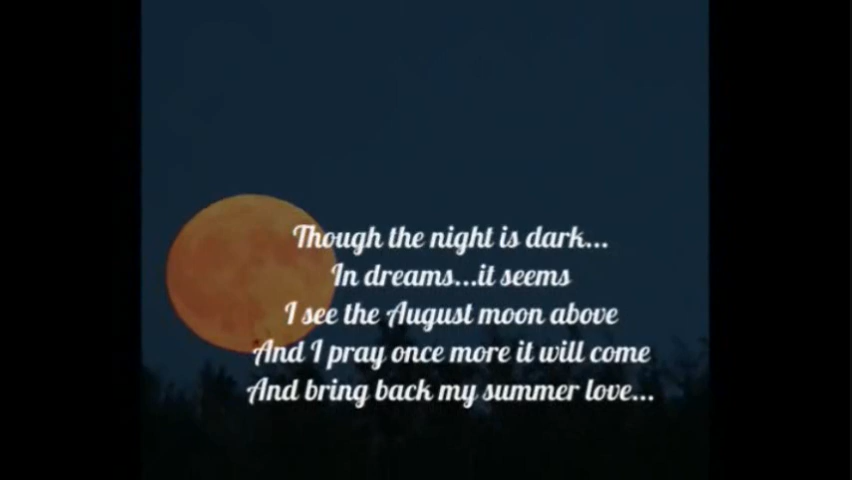 Though the night is dark...
In dreams...it seems
I see the August moon above
And I pray once more it will come
And bring back my summer love...